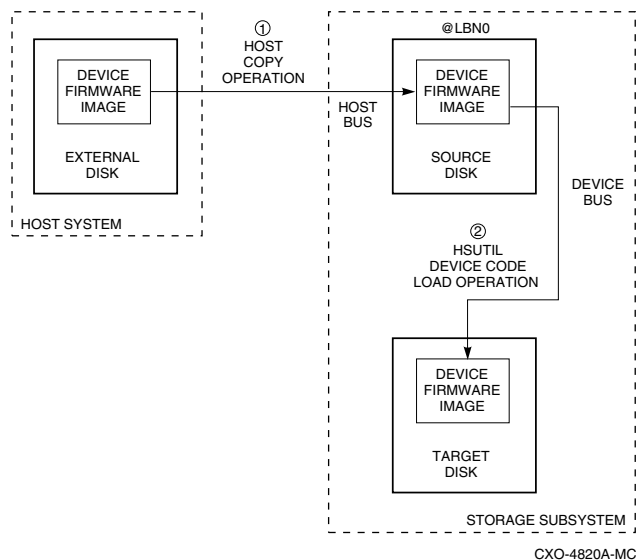 ①
HOST
COPY
OPERATION
@LBN0
DEVICE
FIRMWARE
IMAGE
EXTERNAL
DISK
HOST SYSTEM
HOST
BUS
DEVICE
FIRMWARE
IMAGE
SOURCE
DISK
DEVICE
BUS
②
HSUTIL
DEVICE CODE
LOAD OPERATION
DEVICE
FIRMWARE
IMAGE
TARGET
DISK
STORAGE SUBSYSTEM
CXO-4820A-MC